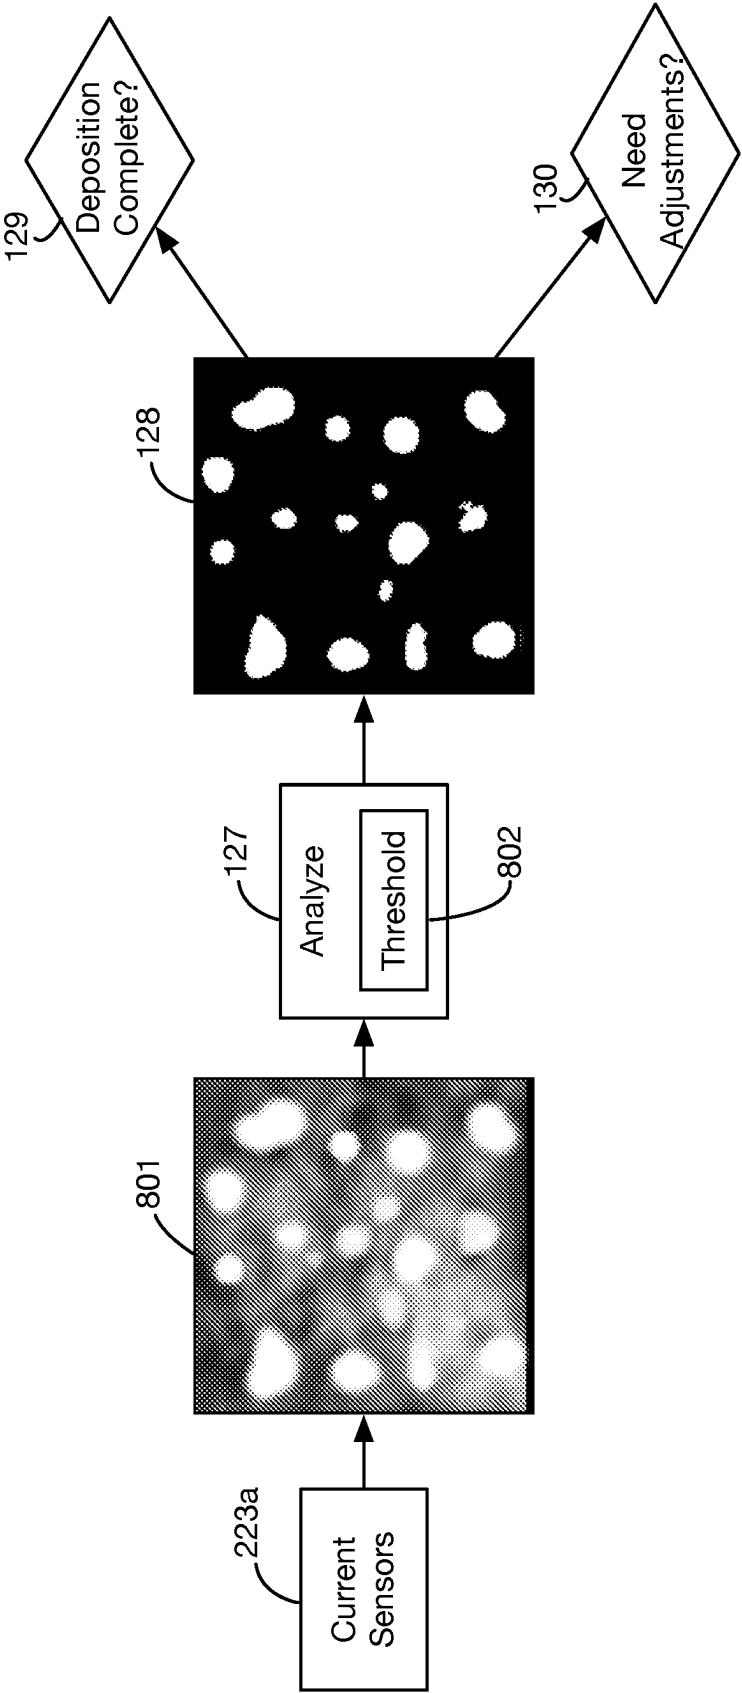 223a
Current
Sensors
801
127
Analyze
Threshold
802
128
129
Deposition
Complete?
130
Need
Adjustments?